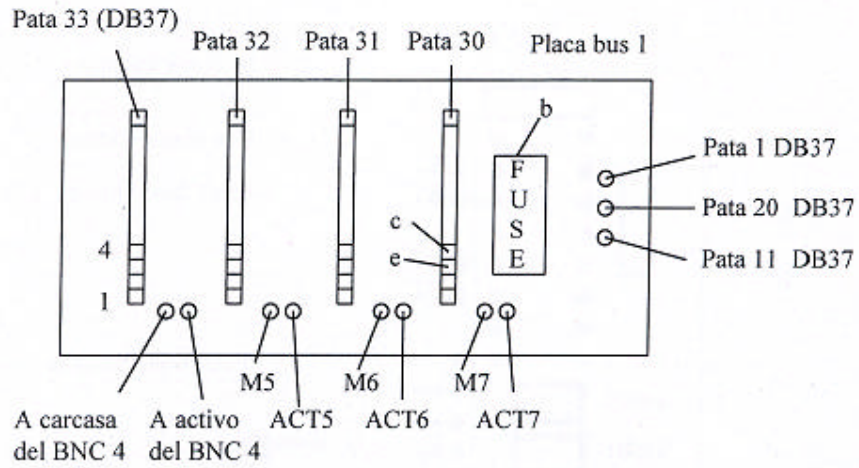 Pata 33 (DB37)
Pata 32
Pata 31
Pata 30
Placa bus 1
b
F
U
S
E
Pata 1 DB37
Pata 20 DB37
Pata 11 DB37
c
e
4
1
M5
M6
M7
A carcasa
del BNC 4
A activo
del BNC 4
ACT5
ACT6
ACT7